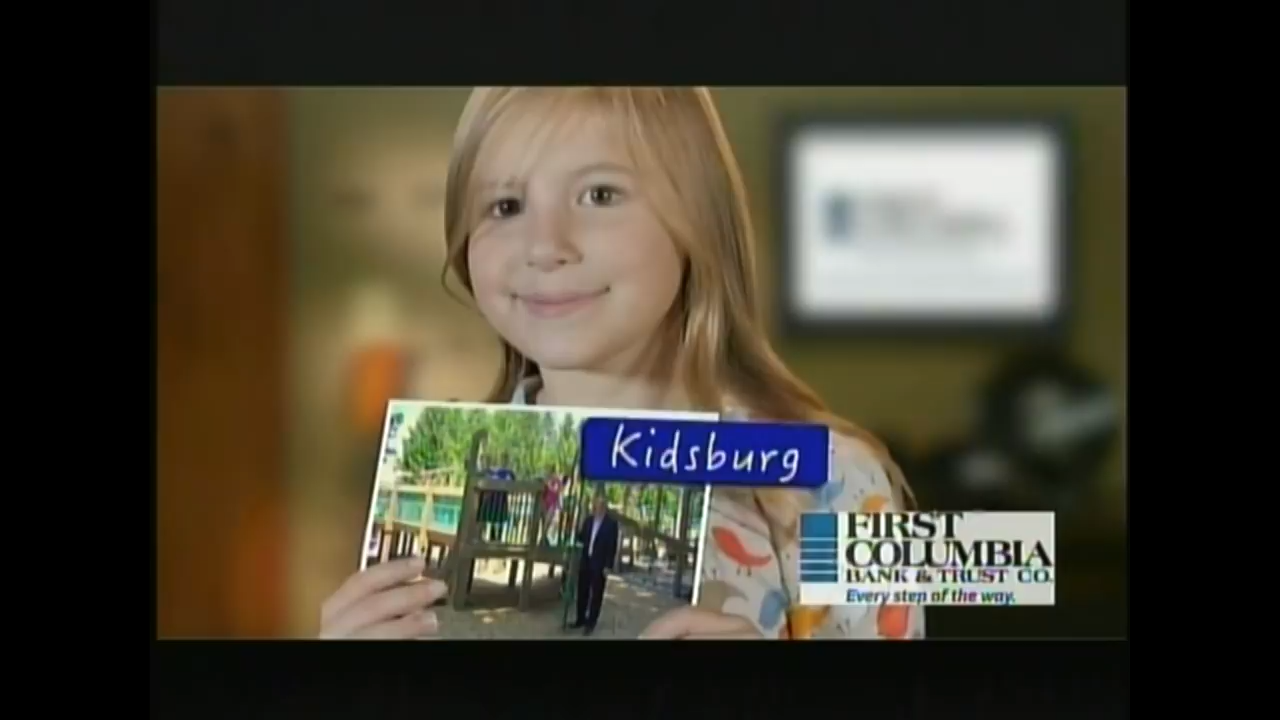 Kidsburg
FIRST
COLUMBIA
BANK & TRUST CO.
Every step of the way.